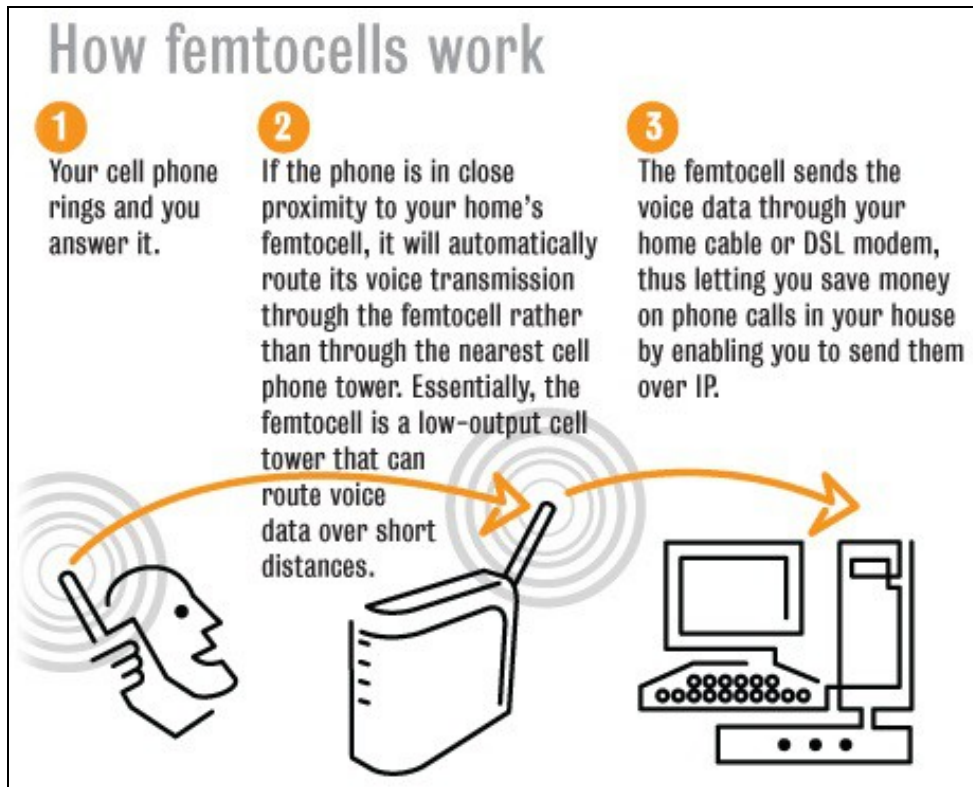 How femtocells work
1
Your cell phone
rings and you
answer it.
2
If the phone is in close
proximity to your home's
femtocell, it will automatically
route its voice transmission
through the femtocell rather
than through the nearest cell
phone tower. Essentially, the
femtocell is a low-output cell
tower that can
route voice
data over short
distances.
3
The femtocell sends the
voice data through your
home cable or DSL modem,
thus letting you save money
on phone calls in your house
by enabling you to send them
over IP.